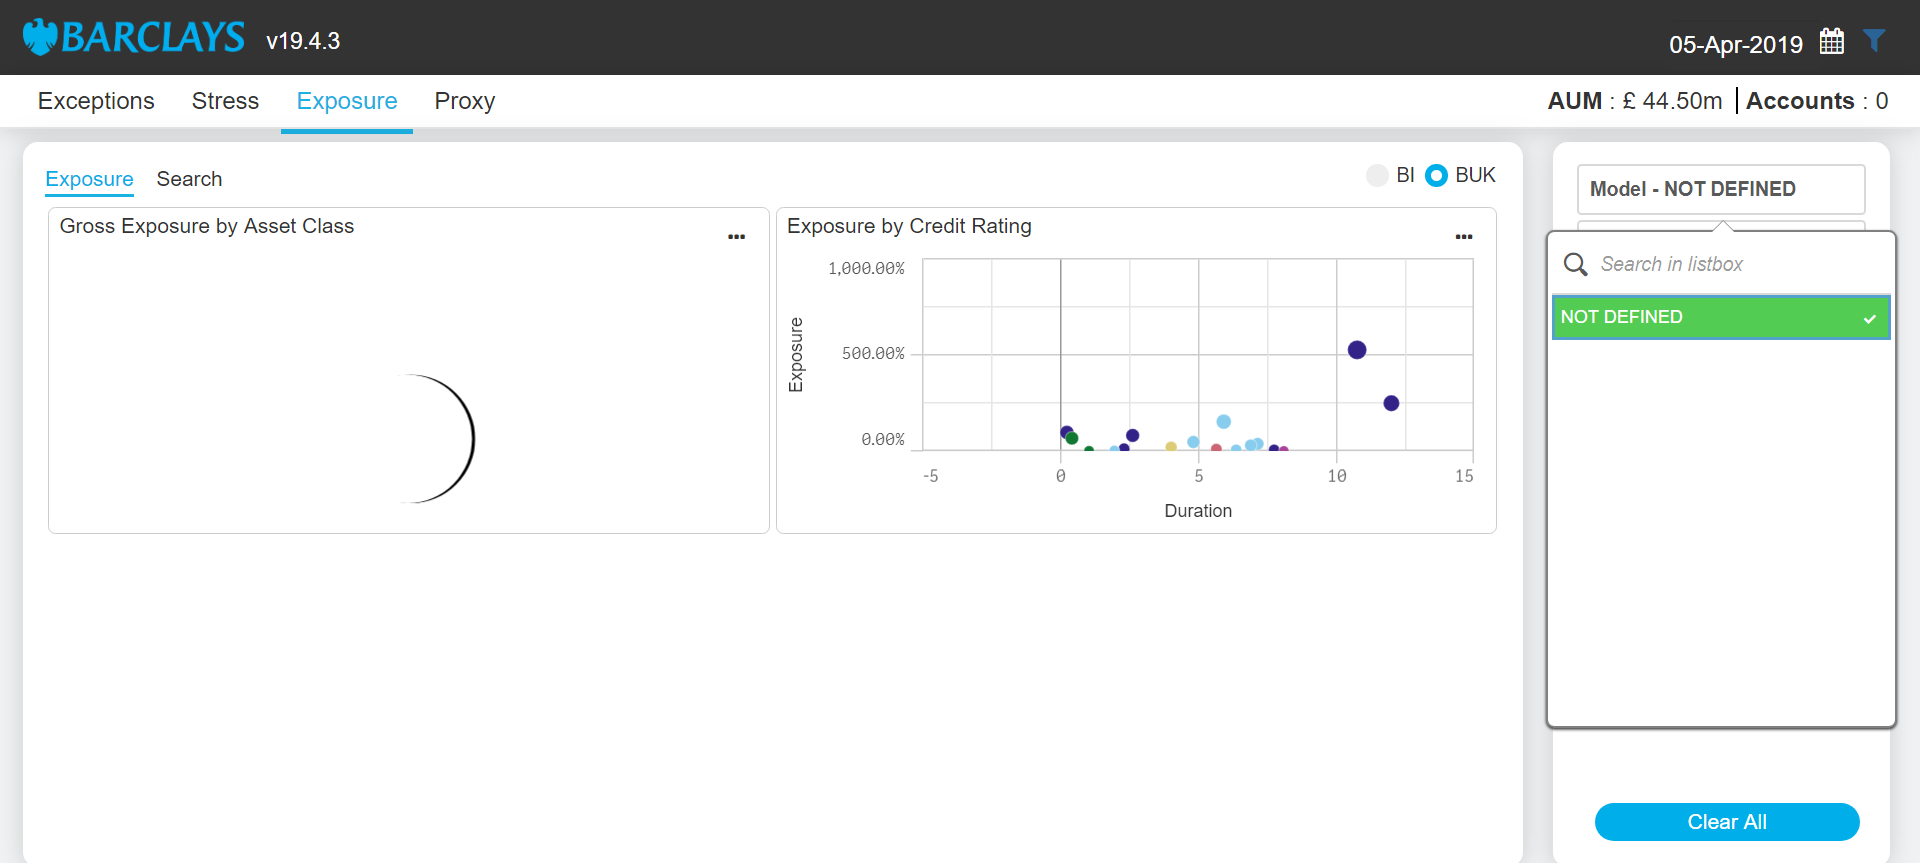 BARCLAYS v19.4.3
05-Apr-2019
Exceptions Stress Exposure Proxy
AUM : £ 44.50m Accounts : 0
Exposure Search
BI BUK
Model - NOT DEFINED
Gross Exposure by Asset Class
...
Exposure by Credit Rating
...
1,000.00%
500.00%
0.00%
Exposure
-5 0 5 10 15
Duration
Search in listbox
NOT DEFINED
Clear All